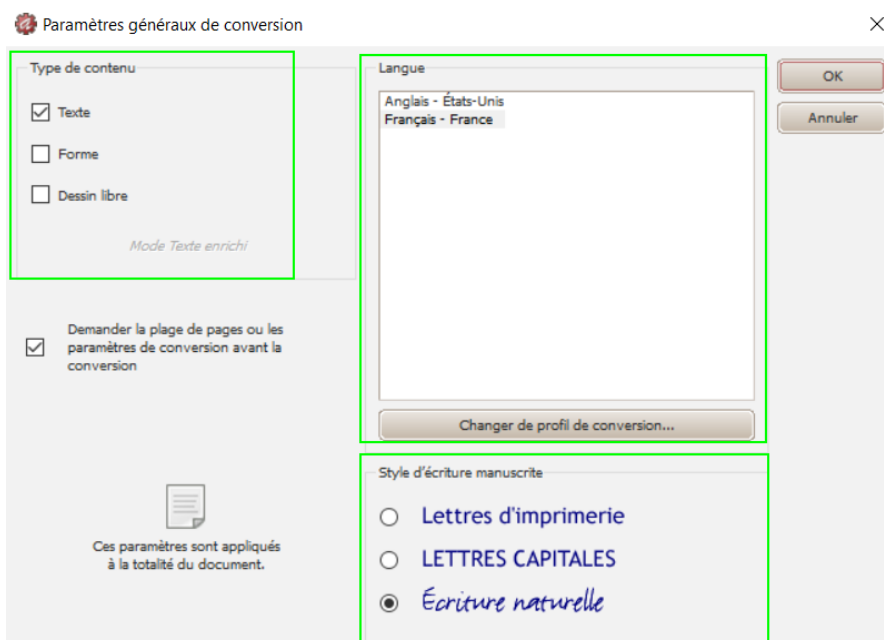 Paramètres généraux de conversion
Type de contenu
Texte
Forme
Dessin libre
Mode Texte enrichi
Demander la plage de pages ou les
paramètres de conversion avant la
conversion
Ces paramètres sont appliqués
à la totalité du document.
Langue
Anglais - États-Unis
Français - France
Changer de profil de conversion...
Style d'écriture manuscrite
Lettres d'imprimerie
LETTRES CAPITALES
Écriture naturelle
OK
Annuler